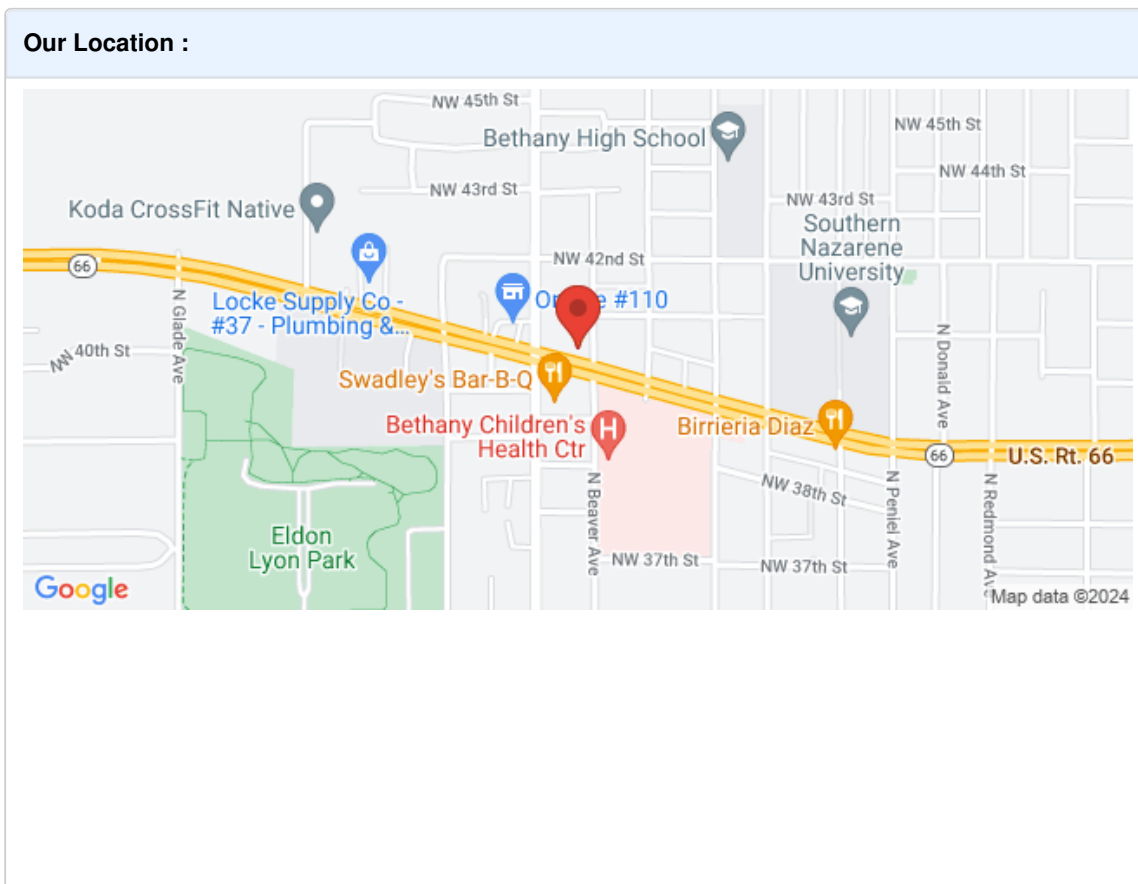 Our Location :
NW 45th St
Bethany High School
NW 45th St
NW 44th St
Koda CrossFit Native
NW 43rd St
NW 43rd St
Southern
Nazarene
University
66
NW 42nd St
Locke Supply Co -
#37 - Plumbing &...
#110
N Glade Ave
NW 40th St
Swadley's Bar-B-Q
N Donald Ave
Bethany Children's
Health Ctr
H
Birrieria Diaz
66
U.S. Rt. 66
NW 38th St
N Beaver Ave
N Peniel Ave
N Redmond Ave
Eldon
Lyon Park
NW 37th St
NW 37th St
Google
Map data ©2024